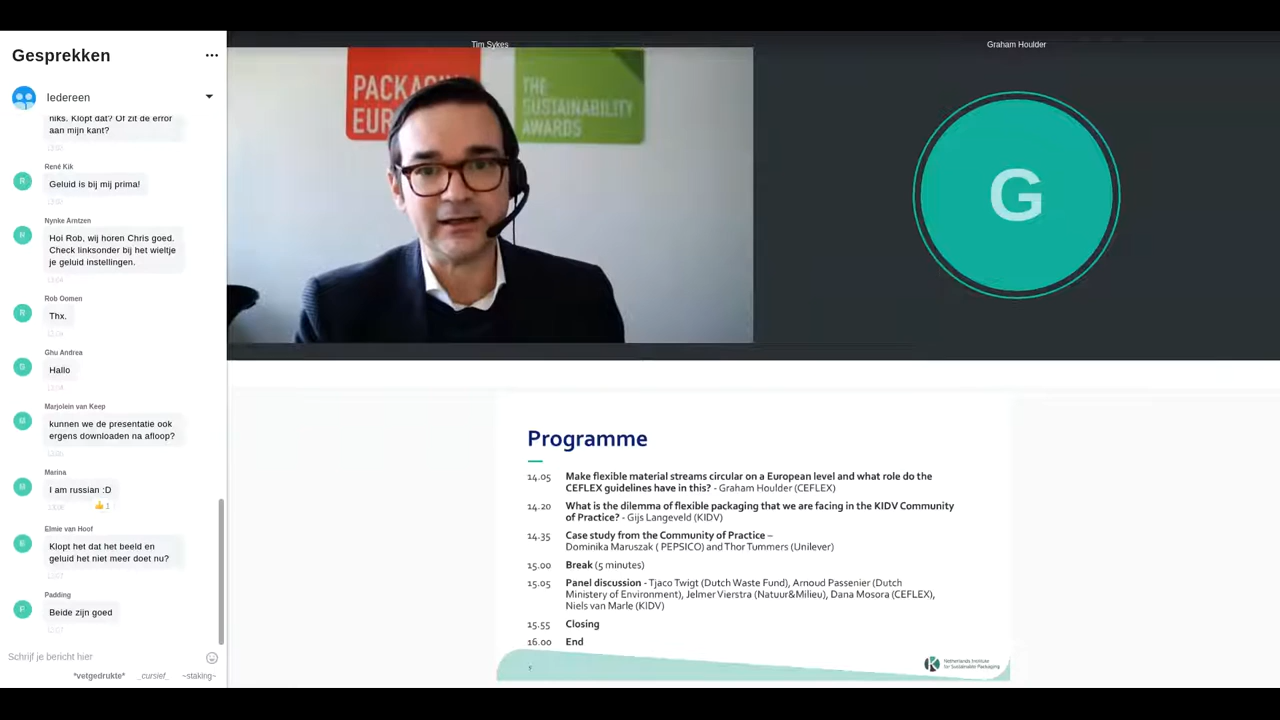 Gesprekken
Iedereen
niks. Klopt dat? Of zit de error
aan mijn kant?
René Kik
R
Geluid is bij mij prima!
Nynke Arntzen
Hoi Rob, wij horen Chris goed.
Check linksonder bij het wieltje
je geluid instellingen.
Rob Oomen
R
Thx.
Ghu Andrea
Hallo
Marjolein van Keep
kunnen we de presentatie ook
ergens downloaden na afloop?
Marina
M
I am russian :D
1
Elmie van Hoof
E
Klopt het dat het beeld en
geluid het niet meer doet nu?
Padding
P
Beide zijn goed
Schrijf je bericht hier
*vetgedrukte* _cursief_ ~staking~
Tim Sykes
Graham Houlder
PACKAGIN
EUR
THE
SUSTAINABILITY
AWARDS
G
Programme
14.05 Make flexible material streams circular on a European level and what role do the
CEFLEX guidelines have in this? - Graham Houlder (CEFLEX)
14.20 What is the dilemma of flexible packaging that we are facing in the KIDV Community
of Practice? - Gijs Langeveld (KIDV)
14.35 Case study from the Community of Practice –
Dominika Maruszak ( PEPSICO) and Thor Tummers (Unilever)
15.00 Break (5 minutes)
15.05 Panel discussion - Tjaco Twigt (Dutch Waste Fund), Arnoud Passenier (Dutch
Ministery of Environment), Jelmer Vierstra (Natuur&Milieu), Dana Mosora (CEFLEX),
Niels van Marle (KIDV)
15.55 Closing
16.00 End
5
K
Netherlands Institute
for Sustainable Packaging